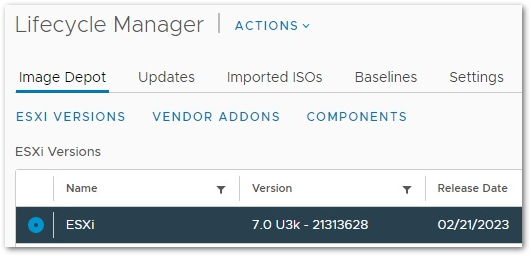 Lifecycle Manager | ACTIONS
Image Depot Updates Imported ISOs Baselines Settings
ESXI VERSIONS VENDOR ADDONS COMPONENTS
ESXi Versions
Name Version Release Date
ESXi 7.0 U3k - 21313628 02/21/2023